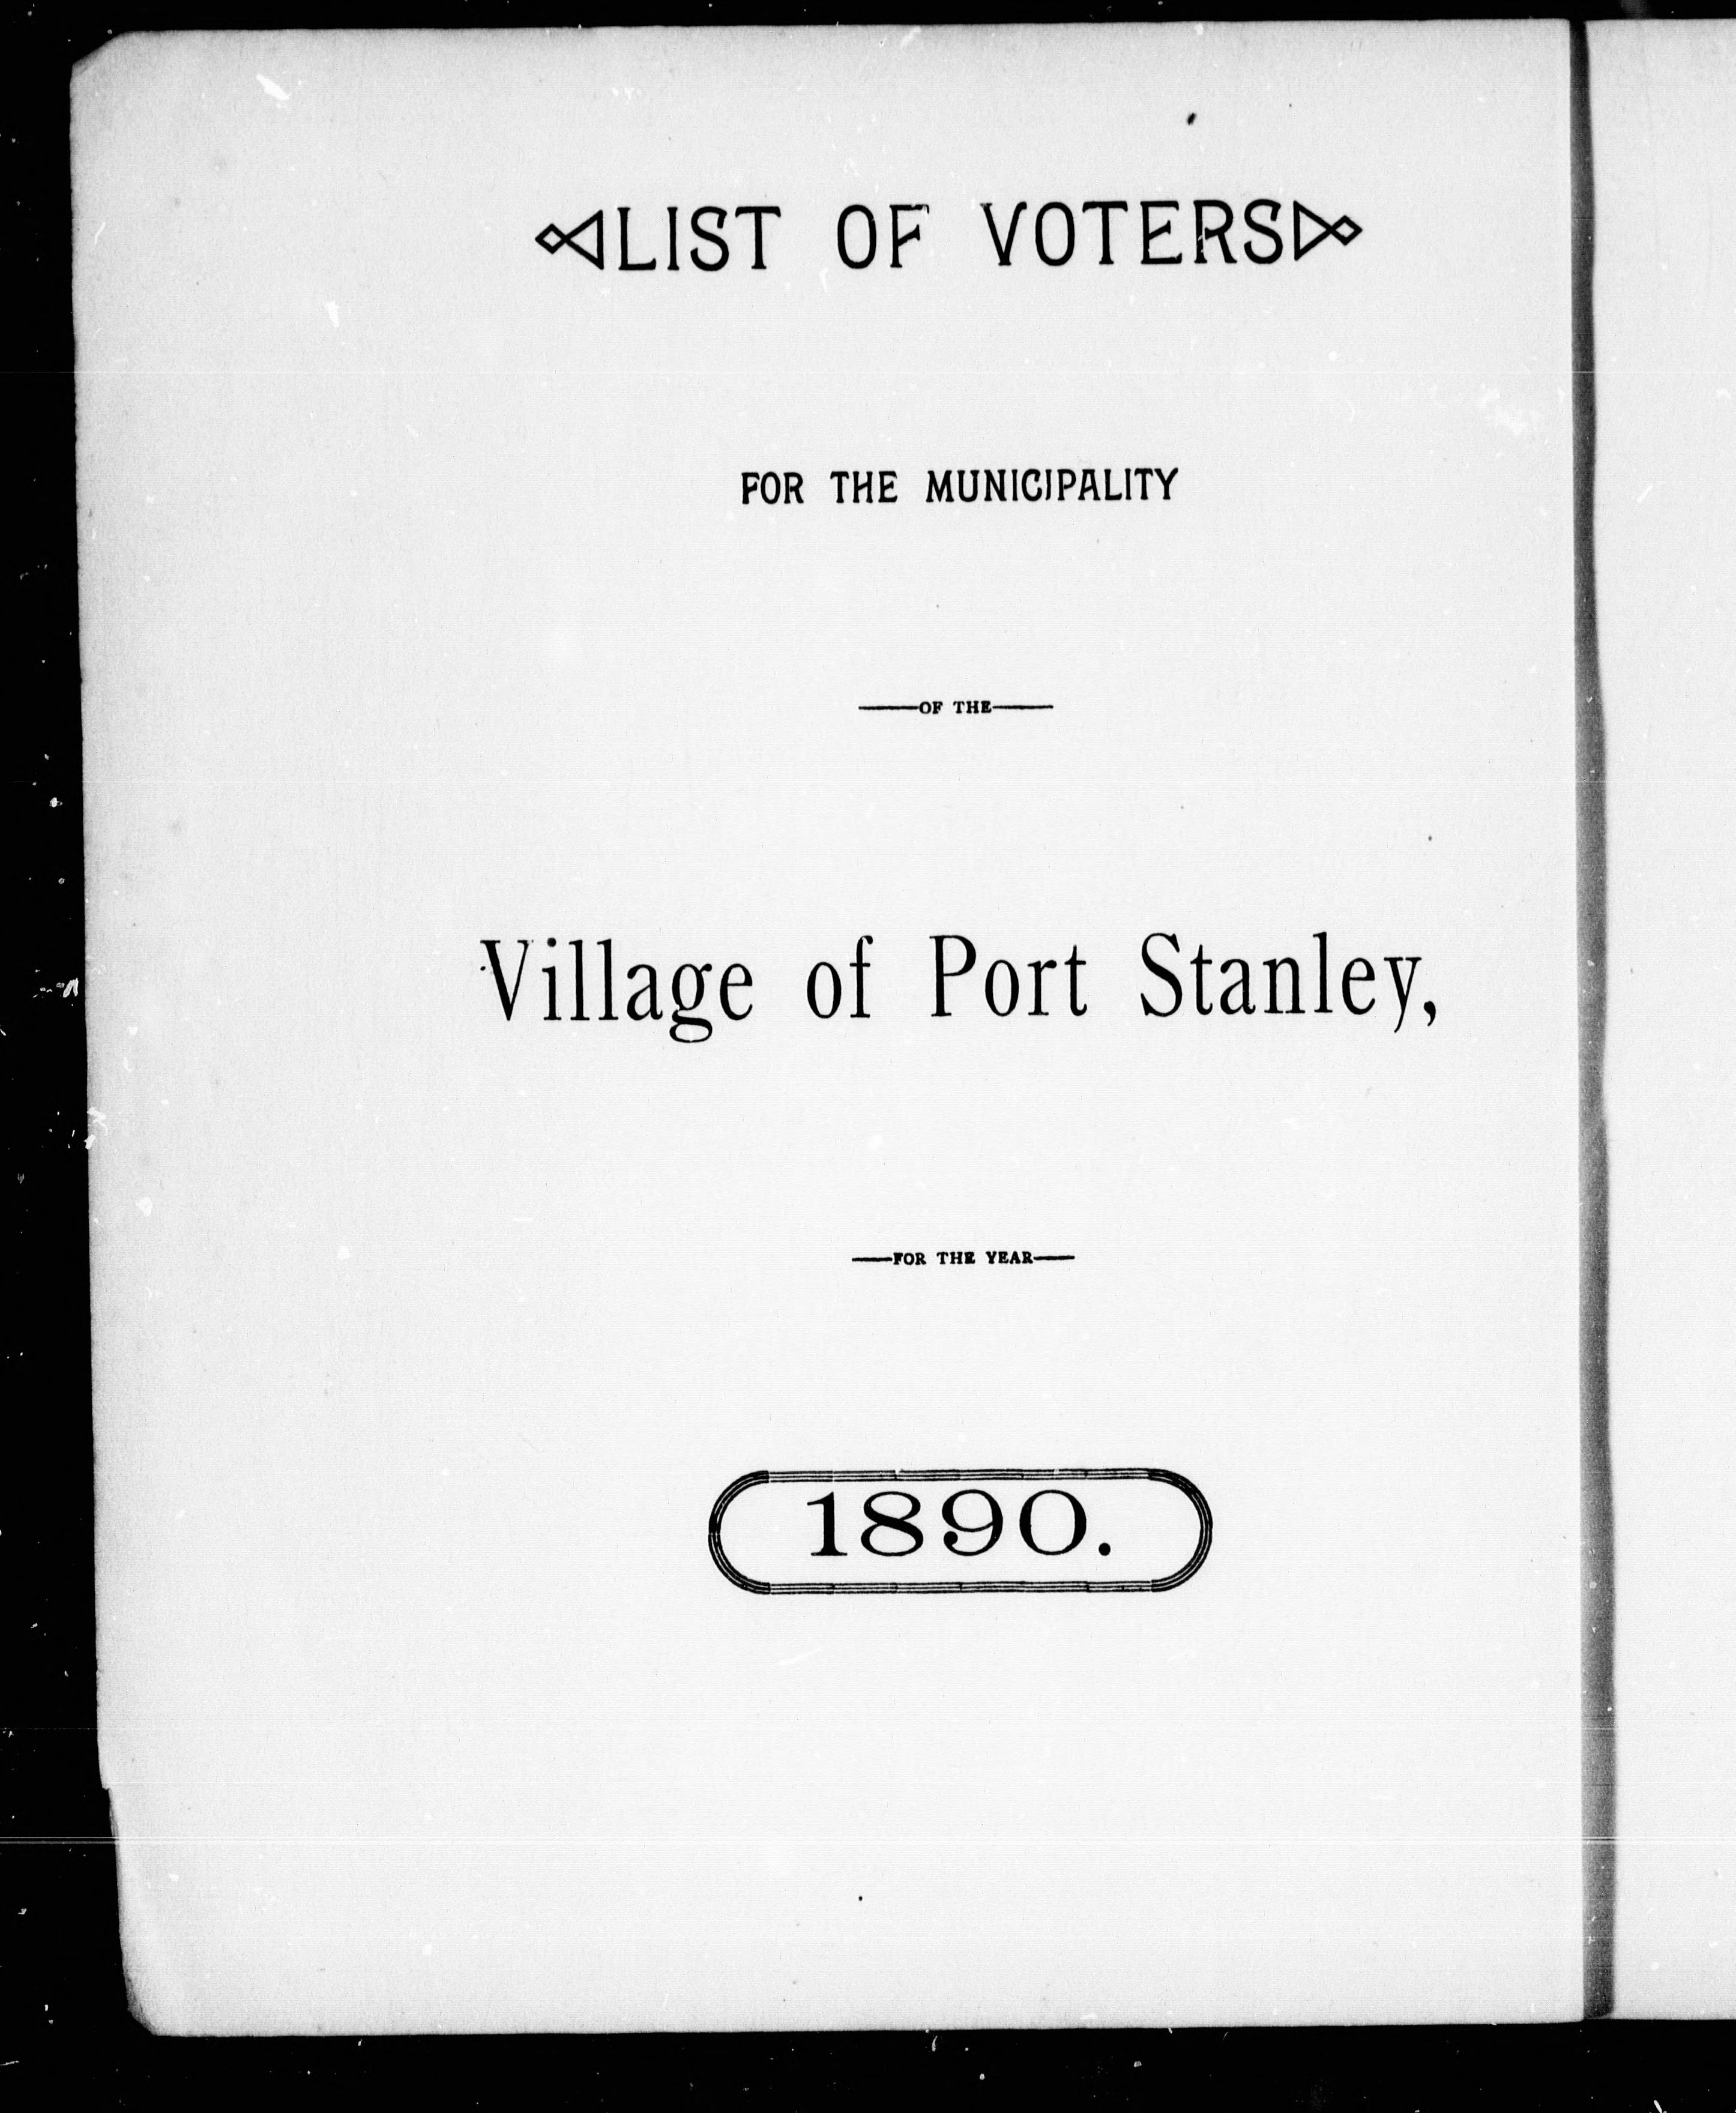 LIST OF VOTERS
FOR THE MUNICIPALITY
—OF THE—
Village of Port Stanley,
—FOR THE YEAR—
1890.